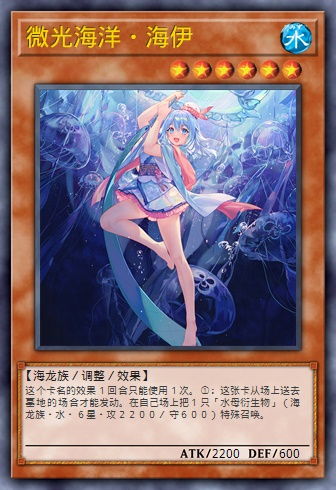 微光海洋・海伊
水
【海龙族／调整／效果】
这个卡名的效果１回合只能使用１次。①：这张卡从场上送去
墓地的场合才能发动。在自己场上把１只「水母衍生物」（海
龙族・水・６星・攻２２００／守６００）特殊召唤。
ATK/2200 DEF/600